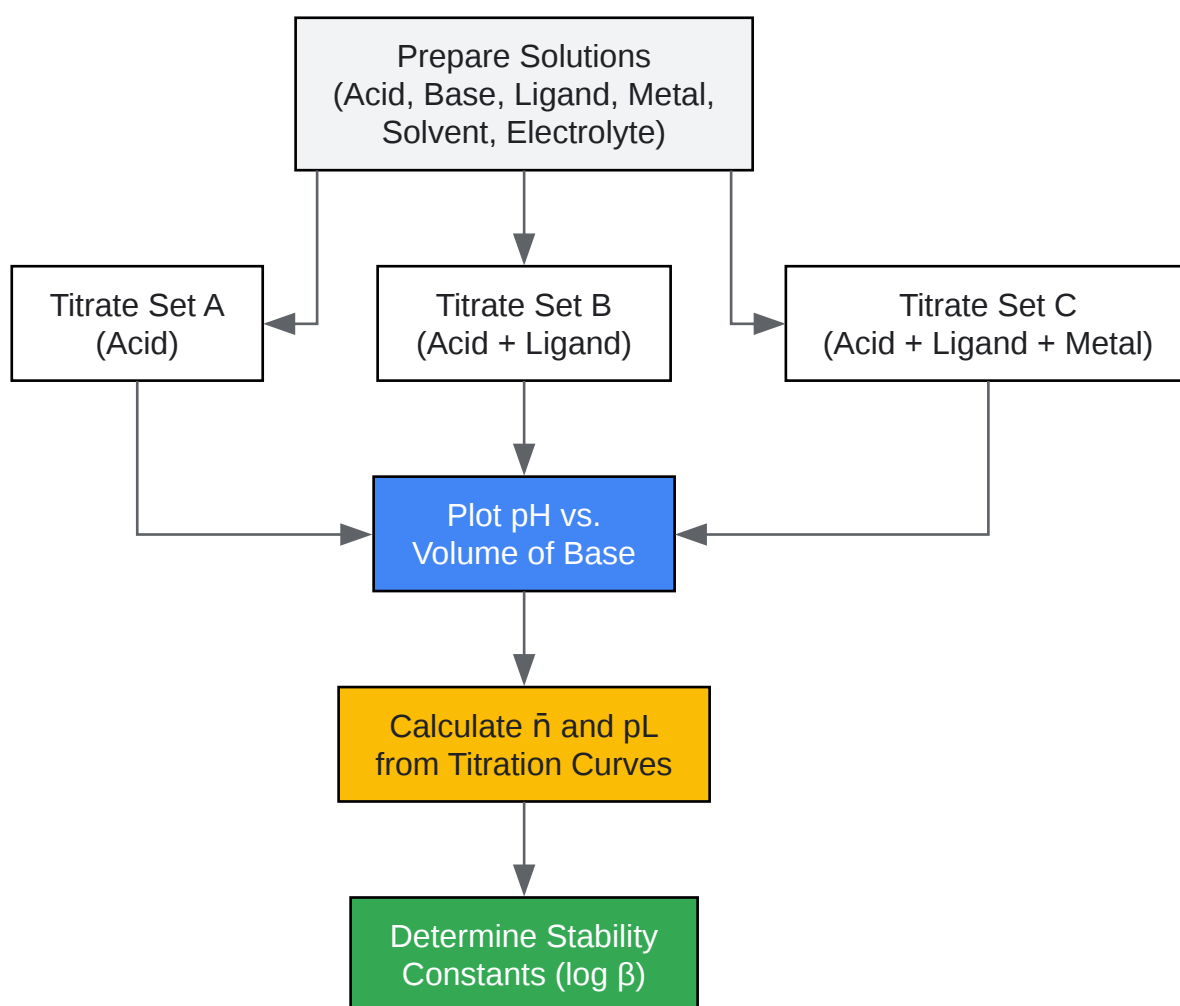 Prepare Solutions
(Acid, Base, Ligand, Metal,
Solvent, Electrolyte)
Titrate Set A
(Acid)
Titrate Set B
(Acid + Ligand)
Titrate Set C
(Acid + Ligand + Metal)
Plot pH vs.
Volume of Base
Calculate n̄ and pL
from Titration Curves
Determine Stability
Constants (log β)